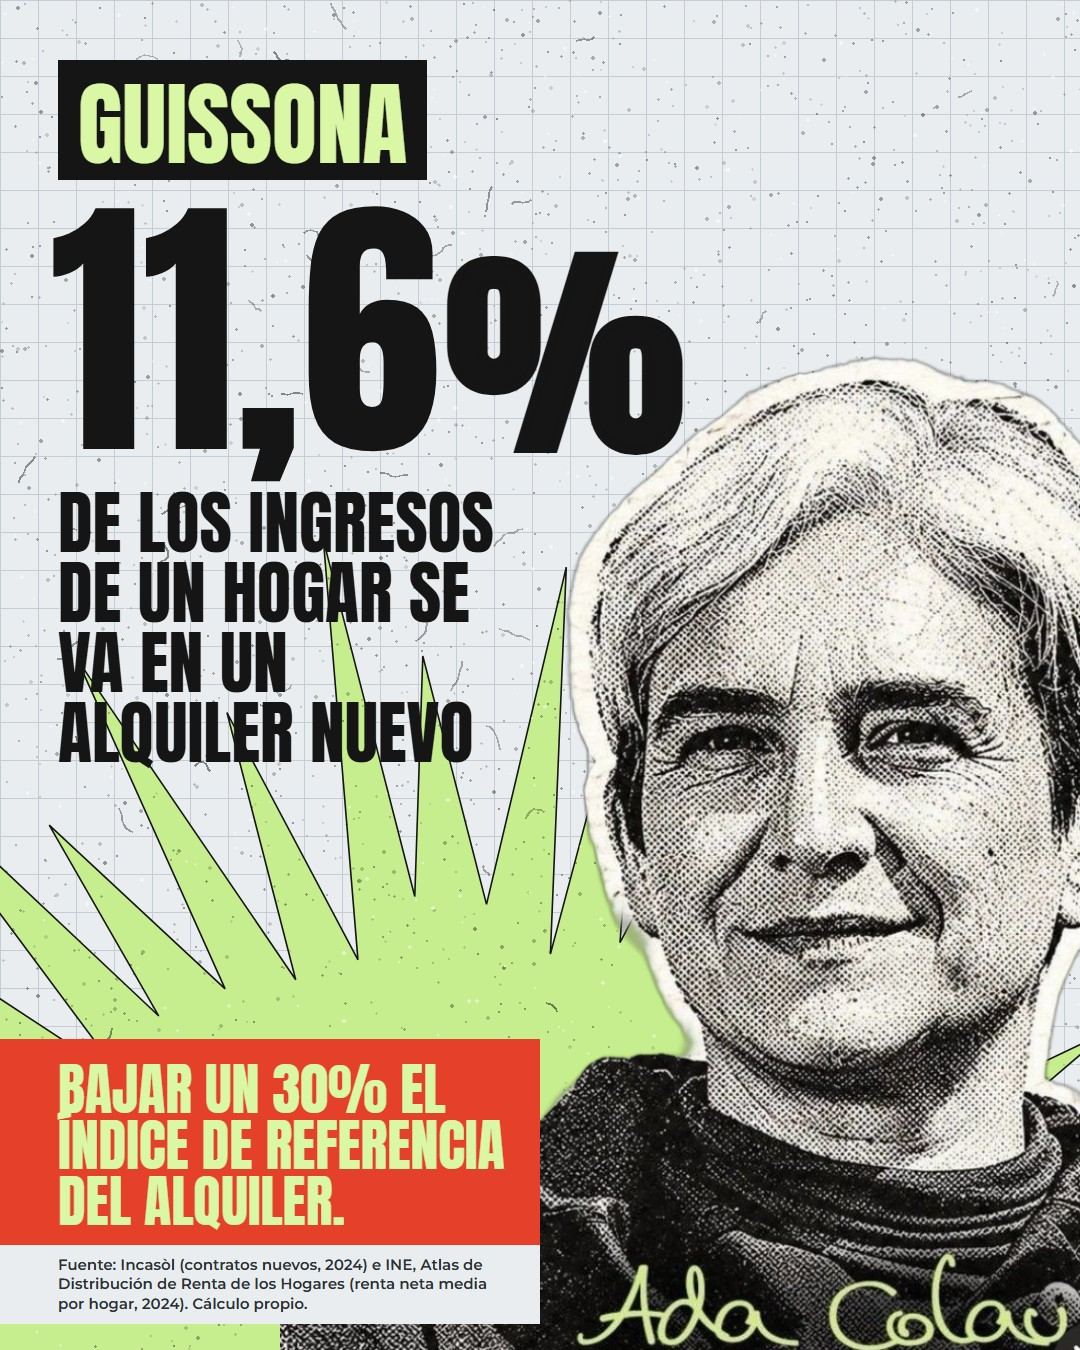 GUISSONA
11,6%
DE LOS INGRESOS
DE UN HOGAR SE
VA EN UN
ALQUILER NUEVO
BAJAR UN 30% EL
ÍNDICE DE REFERENCIA
DEL ALQUILER.
Fuente: Incasòl (contratos nuevos, 2024) e INE, Atlas de
Distribución de Renta de los Hogares (renta neta media
por hogar, 2024). Cálculo propio.
Ada Colau